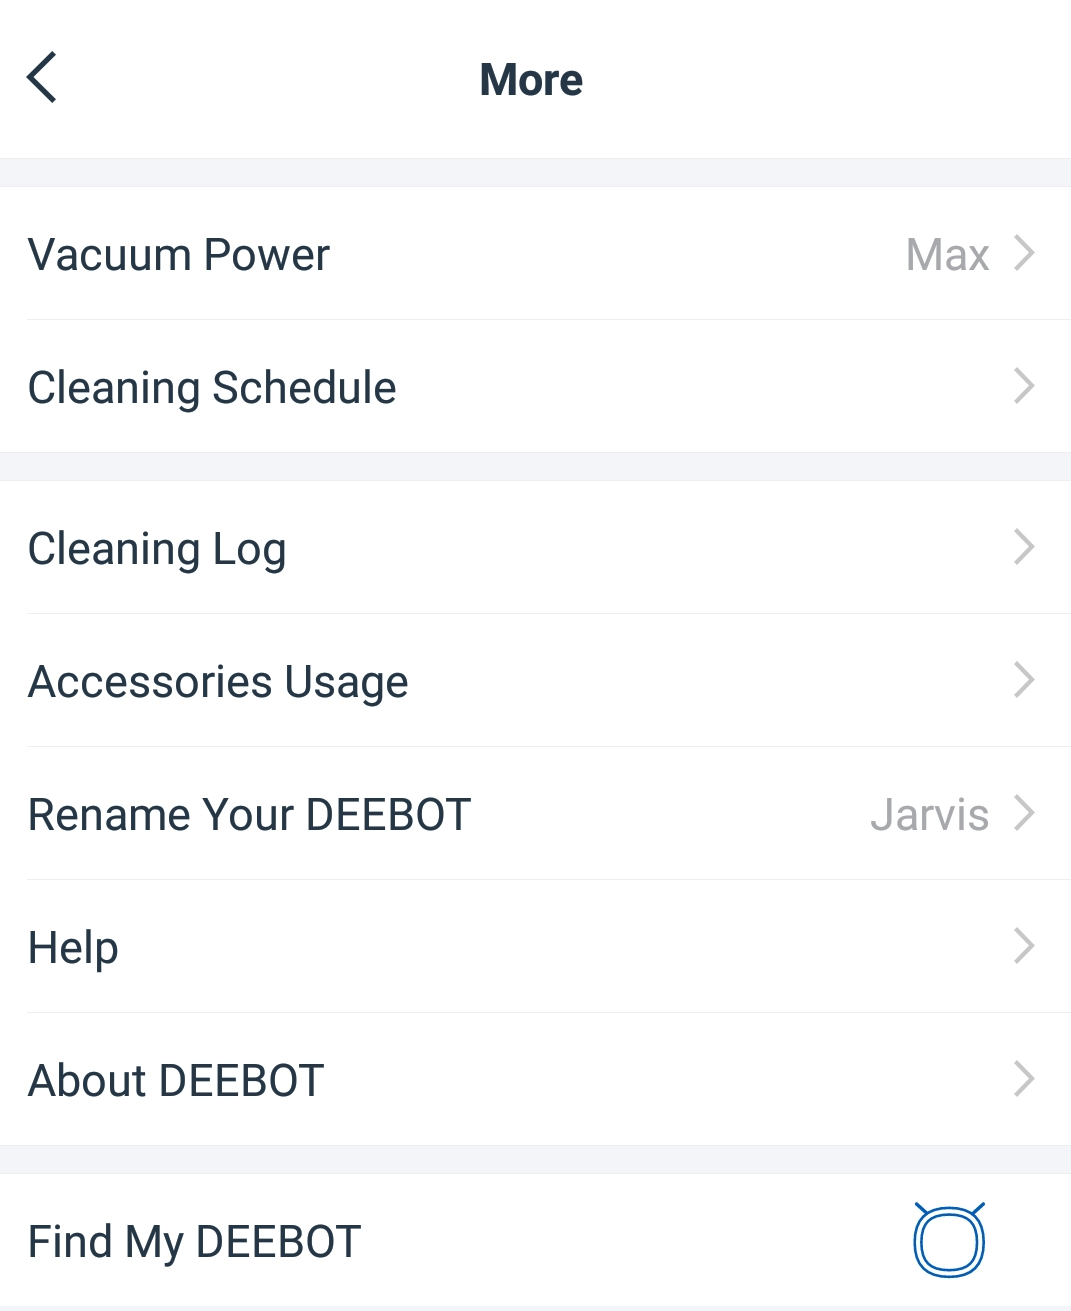 More
Vacuum Power Max
Cleaning Schedule
Cleaning Log
Accessories Usage
Rename Your DEEBOT Jarvis
Help
About DEEBOT
Find My DEEBOT